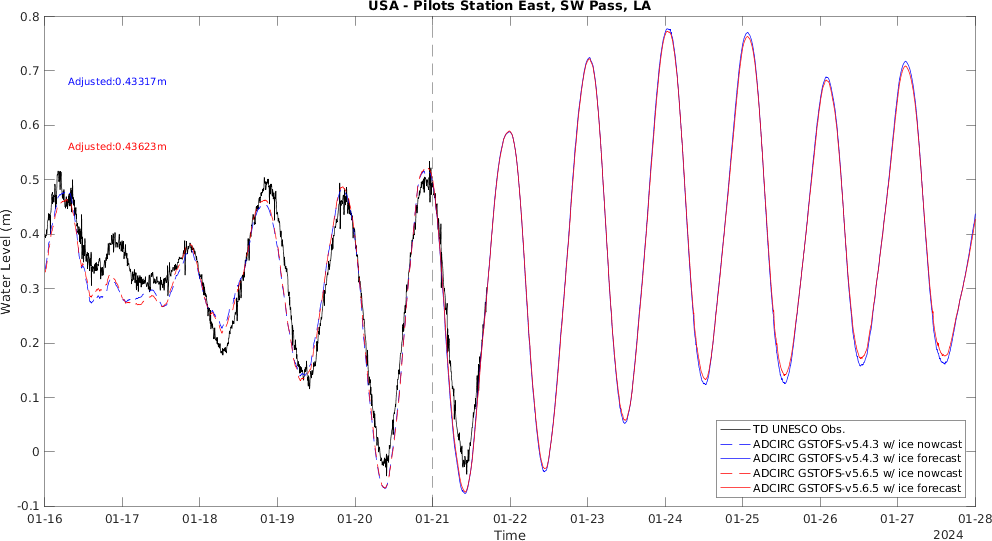 USA - Pilots Station East, SW Pass, LA
0.8
0.7
0.6
0.5
0.4
0.3
0.2
0.1
0
-0.1
Water Level (m)
Adjusted:0.43317m
Adjusted:0.43623m
TD UNESCO Obs.
ADCIRC GSTOFS-v5.4.3 w/ ice nowcast
ADCIRC GSTOFS-v5.4.3 w/ ice forecast
ADCIRC GSTOFS-v5.6.5 w/ ice nowcast
ADCIRC GSTOFS-v5.6.5 w/ ice forecast
01-16 01-17 01-18 01-19 01-20 01-21 01-22 01-23 01-24 01-25 01-26 01-27 01-28
Time
2024